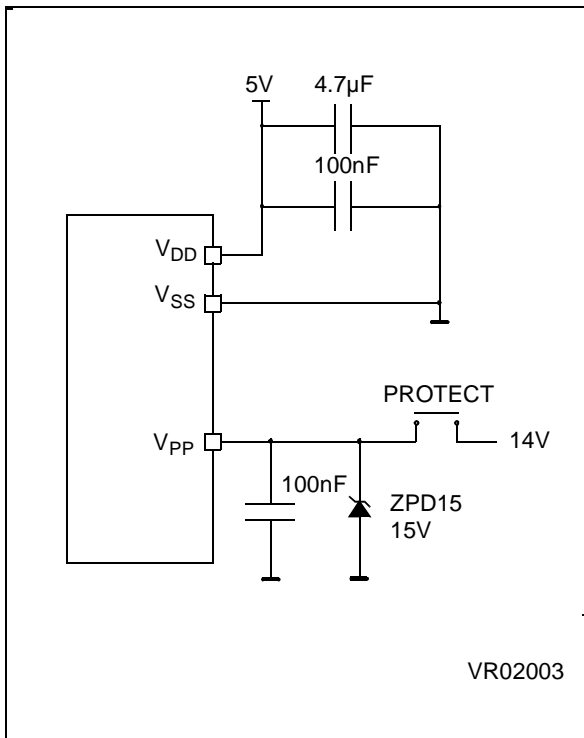 5V 4.7µF
100nF
VDD
VSS
PROTECT
VPP
14V
100nF
ZPD15
15V
VR02003